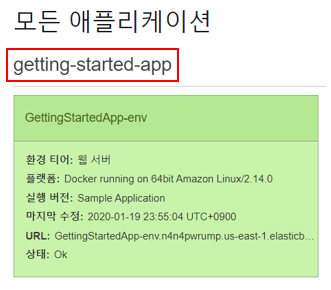 모든 애플리케이션
getting-started-app
GettingStartedApp-env
환경 티어: 웹 서버
플랫폼: Docker running on 64bit Amazon Linux/2.14.0
실행 버전: Sample Application
마지막 수정: 2020-01-19 23:55:04 UTC+0900
URL: GettingStartedApp-env.n4n4pwrump.us-east-1.elasticb...
상태: Ok